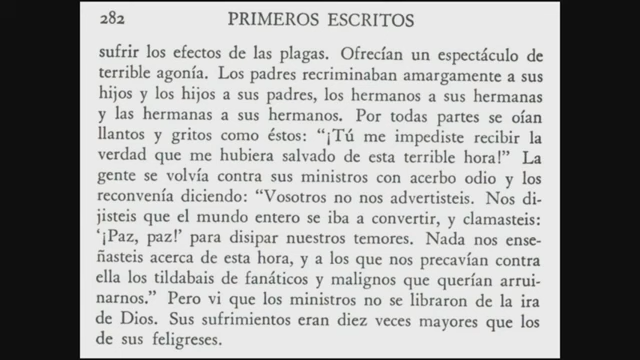 282 PRIMEROS ESCRITOS
sufrir los efectos de las plagas. Ofrecían un espectáculo de
terrible agonía. Los padres recriminaban amargamente a sus
hijos y los hijos a sus padres, los hermanos a sus hermanas
y las hermanas a sus hermanos. Por todas partes se oían
llantos y gritos como éstos: “¡Tú me impediste recibir la
verdad que me hubiera salvado de esta terrible hora!” La
gente se volvía contra sus ministros con acerbo odio y los
reconvenía diciendo: “Vosotros no nos advertisteis. Nos di-
jisteis que el mundo entero se iba a convertir, y clamasteis:
‘¡Paz, paz!’ para disipar nuestros temores. Nada nos ense-
ñasteis acerca de esta hora, y a los que nos precavían contra
ella los tildabais de fanáticos y malignos que querían arrui-
narnos.” Pero vi que los ministros no se libraron de la ira
de Dios. Sus sufrimientos eran diez veces mayores que los
de sus feligreses.